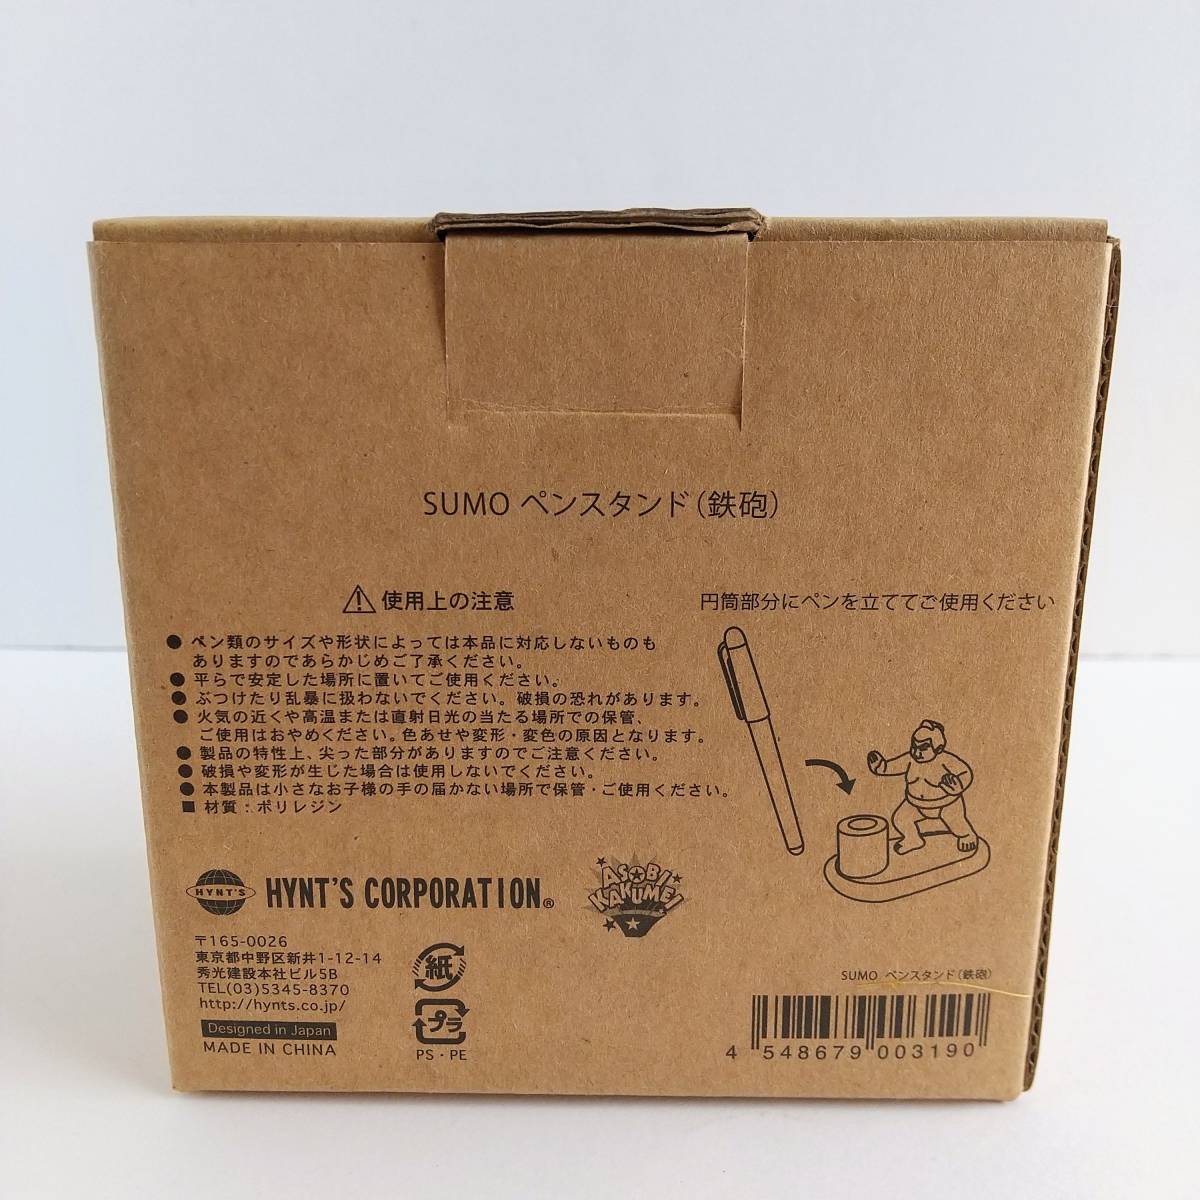 SUMO ペンスタンド(鉄砲)
使用上の注意
● ペン類のサイズや形状によっては本品に対応しないものも
ありますのであらかじめご了承ください。
● 平らで安定した場所に置いてご使用ください。
● ぶつけたり乱暴に扱わないでください。破損の恐れがあります。
● 火気の近くや高温または直射日光の当たる場所での保管、
ご使用はおやめください。色あせや変形・変色の原因となります。
● 製品の特性上、尖った部分がありますのでご注意ください。
● 破損や変形が生じた場合は使用しないでください。
● 本製品は小さなお子様の手の届かない場所で保管・ご使用ください。
■ 材質：ポリレジン
円筒部分にペンを立ててご使用ください
HYNT'S
HYNT'S CORPORATION®
ASOBI
KAKUMEI
〒165-0026
東京都中野区新井1-12-14
秀光建設本社ビル5B
TEL(03)5345-8370
http://hynts.co.jp/
Designed in Japan
MADE IN CHINA
紙
プラ
PS・PE
SUMO ペンスタンド(鉄砲)
4 548679 003190